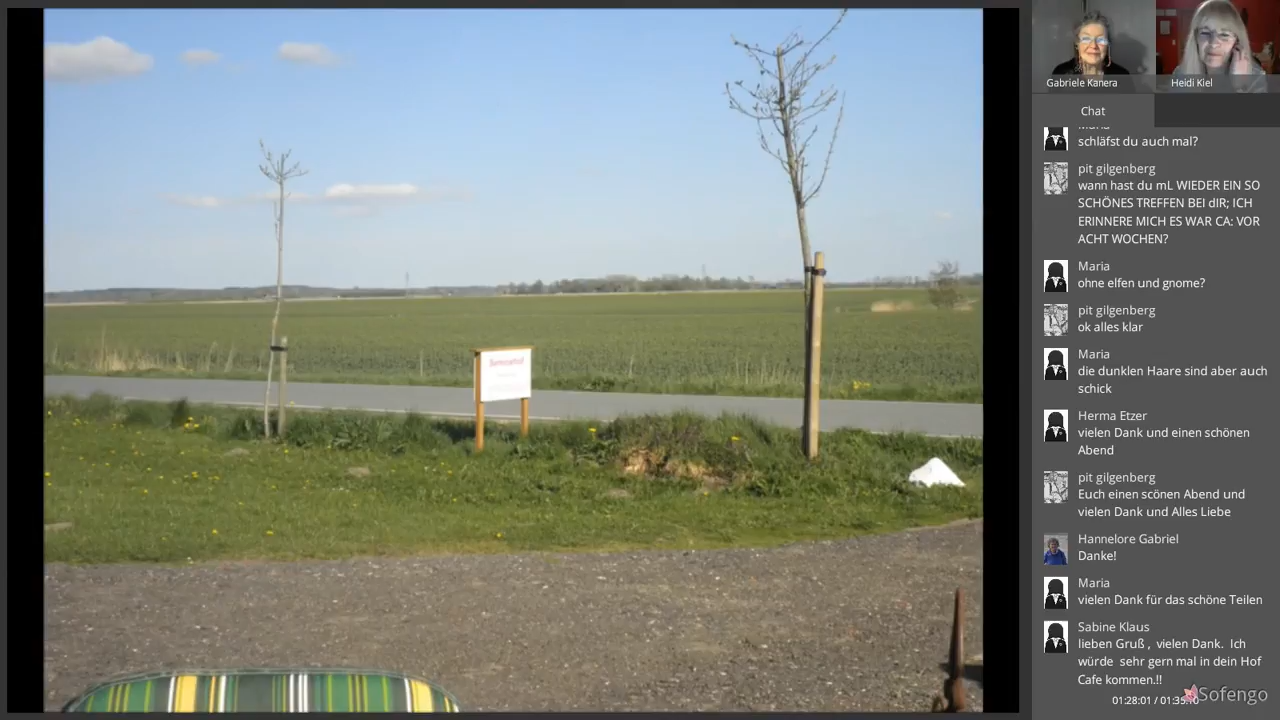 Gabriele Kanera
Heidi Kiel
Chat
Maria
schläfst du auch mal?
pit gilgenberg
wann hast du mL WIEDER EIN SO
SCHÖNES TREFFEN BEI dIR; ICH
ERINNERE MICH ES WAR CA: VOR
ACHT WOCHEN?
Maria
ohne elfen und gnome?
pit gilgenberg
ok alles klar
Maria
die dunklen Haare sind aber auch
schick
Herma Etzer
vielen Dank und einen schönen
Abend
pit gilgenberg
Euch einen scönen Abend und
vielen Dank und Alles Liebe
Hannelore Gabriel
Danke!
Maria
vielen Dank für das schöne Teilen
Sabine Klaus
lieben Gruß , vielen Dank. Ich
würde sehr gern mal in dein Hof
Cafe kommen.!!
Sofengo
01:28:01 /